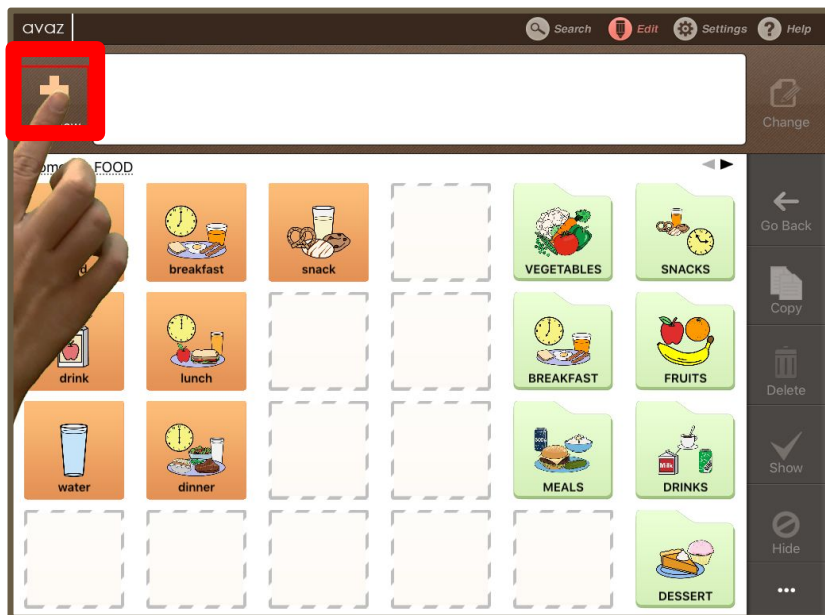 avaz
Search
Edit
Settings
? Help
Change
FOOD
breakfast
snack
VEGETABLES
SNACKS
Go Back
Copy
drink
lunch
BREAKFAST
FRUITS
Delete
water
dinner
MEALS
DRINKS
Show
DESSERT
Hide